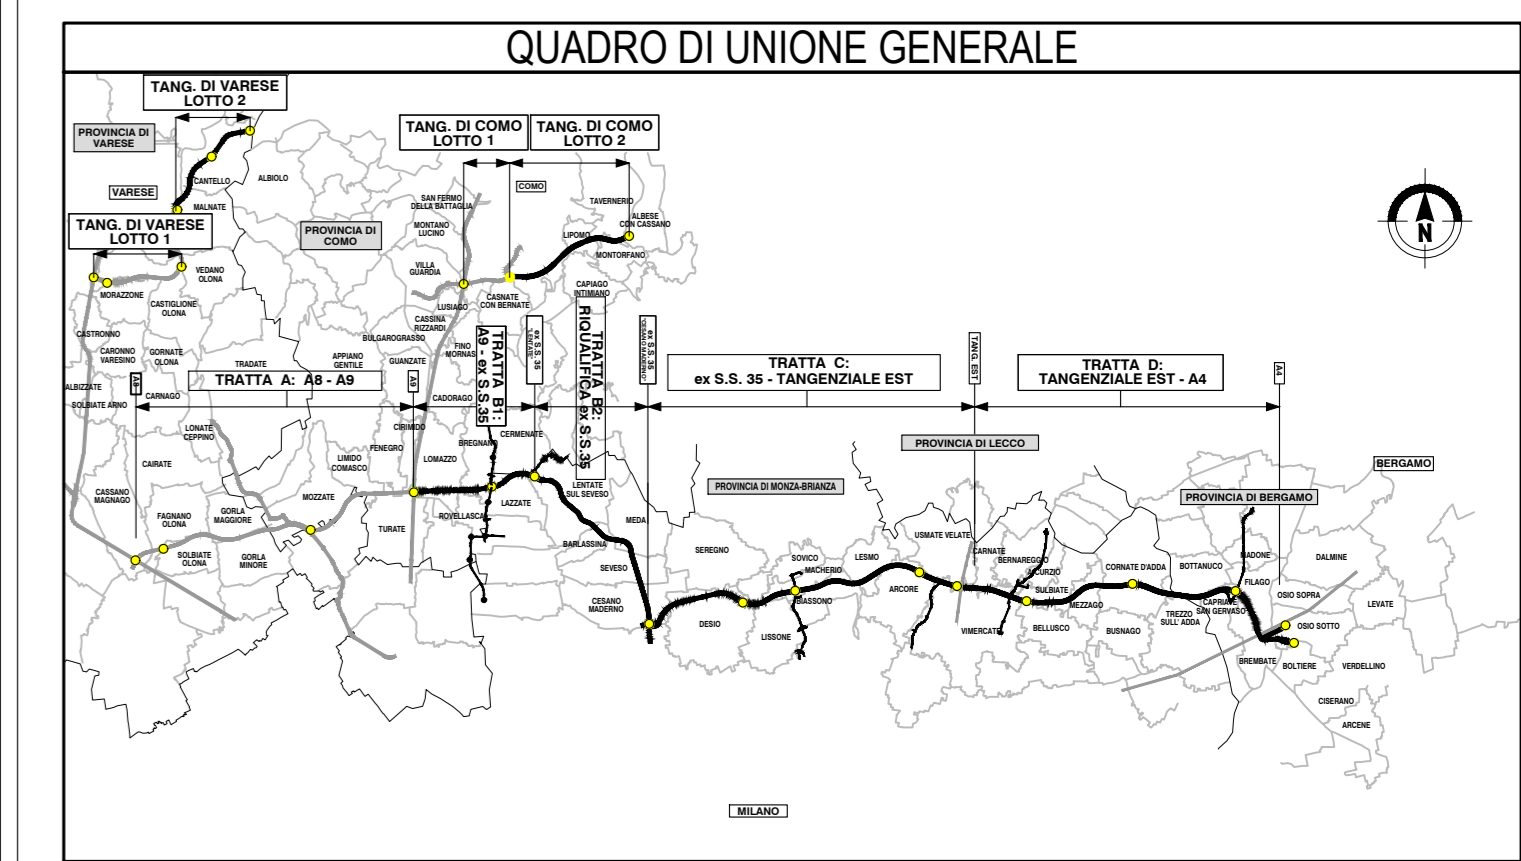 QUADRO DI UNIONE GENERALE
TANG. DI VARESE
LOTTO 2
PROVINCIA DI
VARESE
CANTELLO
ALBIOLO
VARESE
MALNATE
TANG. DI VARESE
LOTTO 1
VEDANO
OLONA
MORAZZONE
CASTIGLIONE
OLONA
TANG. DI COMO
LOTTO 1
TANG. DI COMO
LOTTO 2
COMO
SAN FERMO
DELLA BATTAGLIA
TAVERNERIO
ALBESE
CON CASSANO
MONTANO
LUCINO
LIPOMO
MONTORFANO
PROVINCIA DI
COMO
VILLA
GUARDIA
CAPIAGO
INTIMIANO
CASNATE
CON BERNATE
LUSIAGO
N
CASTRONNO
CASSINA
RIZZARDI
BULGAROGRASSO
FINO
MORNAS
CARONNO
VARESINO
GORNATE
OLONA
TRADATE
APPIANO
GENTILE
GUANZATE
ALBIZZATE
SOLBIATE ARNO
CARNAGO
CADORAGO
A8
TRATTA A: A8 - A9
A9
TRATTA B1:
A9 - ex S.S.35
ex S.S. 35
"LENTATE"
TRATTA B2:
RIQUALIFICA ex S.S.35
ex S.S. 35
"CESANO MADERNO"
TRATTA C:
ex S.S. 35 - TANGENZIALE EST
TANG. EST
TRATTA D:
TANGENZIALE EST - A4
A4
LONATE
CEPPINO
CIRIMIDO
FENEGRO
BREGNANO
CERMENATE
LOMAZZO
LIMIDO
COMASCO
CAIRATE
CASSANO
MAGNAGO
MOZZATE
LENTATE
SUL SEVESO
LAZZATE
ROVELLASCA
FAGNANO
OLONA
GORLA
MAGGIORE
TURATE
MEDA
SOLBIATE
OLONA
GORLA
MINORE
BARLASSINA
SEVESO
CESANO
MADERNO
PROVINCIA DI MONZA-BRIANZA
PROVINCIA DI LECCO
BERGAMO
PROVINCIA DI BERGAMO
SEREGNO
SOVICO
MACHERIO
LESMO
USMATE VELATE
CARNATE
BERNAREGGIO
AICURZIO
CORNATE D'ADDA
BOTTANUCO
MADONE
DALMINE
FILAGO
BIASSONO
ARCORE
SULBIATE
MEZZAGO
CAPRIATE
SAN GERVASO
OSIO SOPRA
LEVATE
DESIO
LISSONE
VIMERCATE
BELLUSCO
BUSNAGO
TREZZO
SULL' ADDA
OSIO SOTTO
BREMBATE
BOLTIERE
VERDELLINO
CISERANO
ARCENE
MILANO